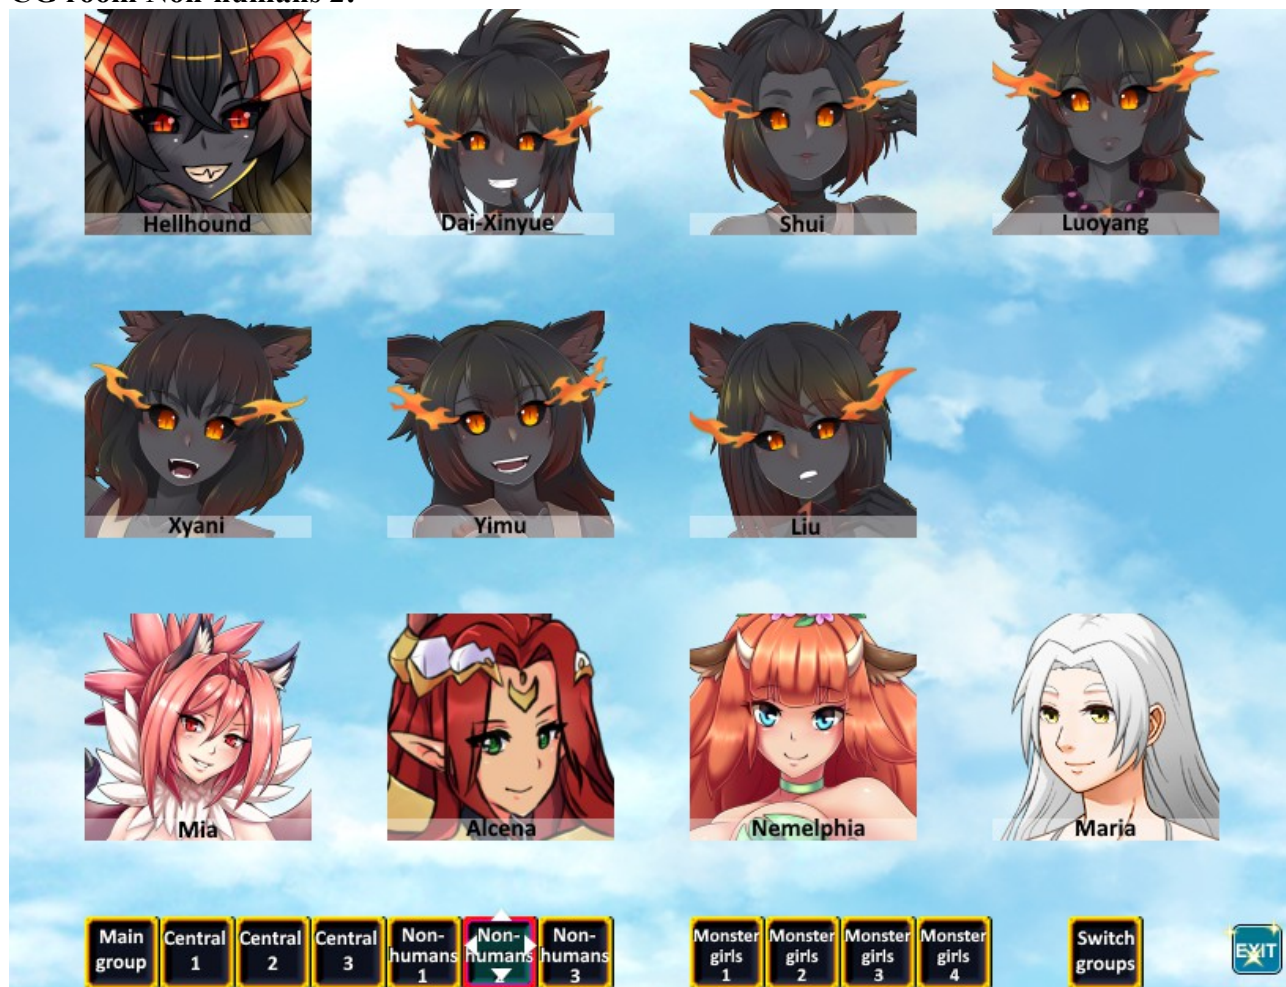 CG room Non-humans 2:
Hellhound
Dai-Xinyue
Shui
Luoyang
Xyani
Yimu
Liu
Mia
Alcena
Nemelphia
Maria
Main
group
Central
1
Central
2
Central
3
Non-
humans
1
Non-
humans
2
Non-
humans
3
Monster
girls
1
Monster
girls
2
Monster
girls
3
Monster
girls
4
Switch
groups
EXIT